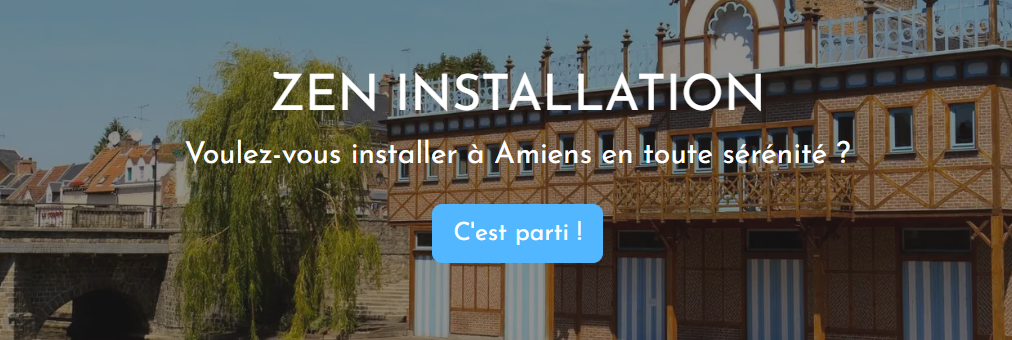 ZEN INSTALLATION
Voulez-vous installer à Amiens en toute sérénité ?
C'est parti !